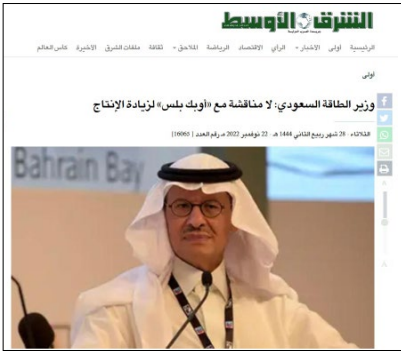 الشرق الأوسط
الرئيسية أولى الأخبار الرأي الاقتصاد الرياضة الملاحق ثقافة ملفات الشرق الأخيرة كأس العالم
أولى
وزير الطاقة السعودي: لا مناقشة مع «أوبك بلس» لزيادة الإنتاج
الثلاثاء - 28 شهر ربيع الثاني 1444 هـ - 22 نوفمبر 2022 مـ رقم العدد [16065]
Bahrain Bay